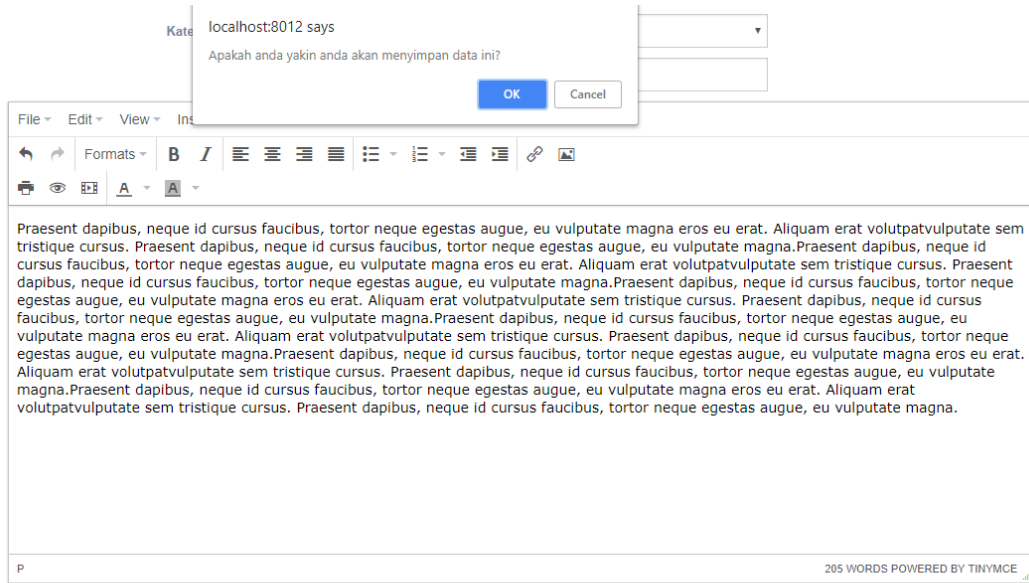 localhost:8012 says
Apakah anda yakin anda akan menyimpan data ini?
OK Cancel
File Edit View
Formats B I
A A
Praesent dapibus, neque id cursus faucibus, tortor neque egestas augue, eu vulputate magna eros eu erat. Aliquam erat volutpatvulputate sem
tristique cursus. Praesent dapibus, neque id cursus faucibus, tortor neque egestas augue, eu vulputate magna.Praesent dapibus, neque id
cursus faucibus, tortor neque egestas augue, eu vulputate magna eros eu erat. Aliquam erat volutpatvulputate sem tristique cursus. Praesent
dapibus, neque id cursus faucibus, tortor neque egestas augue, eu vulputate magna.Praesent dapibus, neque id cursus faucibus, tortor neque
egestas augue, eu vulputate magna eros eu erat. Aliquam erat volutpatvulputate sem tristique cursus. Praesent dapibus, neque id cursus
faucibus, tortor neque egestas augue, eu vulputate magna.Praesent dapibus, neque id cursus faucibus, tortor neque egestas augue, eu
vulputate magna eros eu erat. Aliquam erat volutpatvulputate sem tristique cursus. Praesent dapibus, neque id cursus faucibus, tortor neque
egestas augue, eu vulputate magna.Praesent dapibus, neque id cursus faucibus, tortor neque egestas augue, eu vulputate magna eros eu erat.
Aliquam erat volutpatvulputate sem tristique cursus. Praesent dapibus, neque id cursus faucibus, tortor neque egestas augue, eu vulputate
magna.Praesent dapibus, neque id cursus faucibus, tortor neque egestas augue, eu vulputate magna eros eu erat. Aliquam erat
volutpatvulputate sem tristique cursus. Praesent dapibus, neque id cursus faucibus, tortor neque egestas augue, eu vulputate magna.
P 205 WORDS POWERED BY TINYMCE